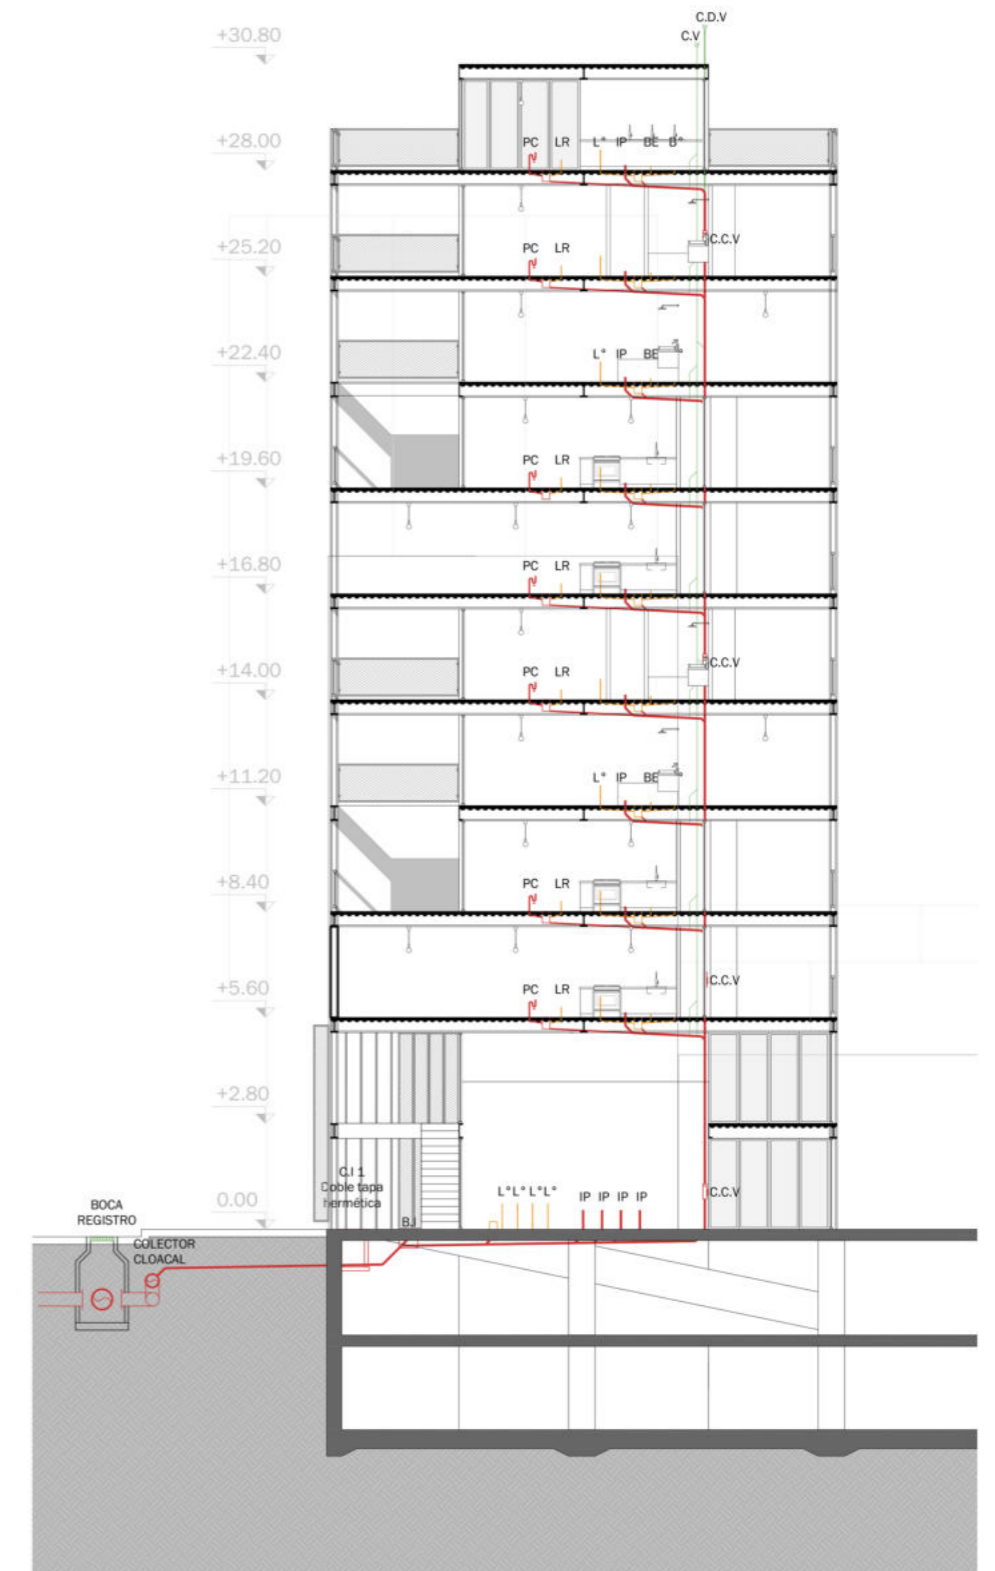 C.D.V
C.V
+30.80
+28.00
PC LR L° IP BE B°
C.C.V
+25.20
PC LR
+22.40
L° IP BE
+19.60
PC LR
+16.80
PC LR
C.C.V
+14.00
PC LR
+11.20
L° IP BE
+8.40
PC LR
C.C.V
+5.60
PC LR
+2.80
C.I 1
Doble tapa
hermética
C.C.V
0.00
L° L° L° L° IP IP IP IP
B.I
BOCA
REGISTRO
COLECTOR
CLOACAL